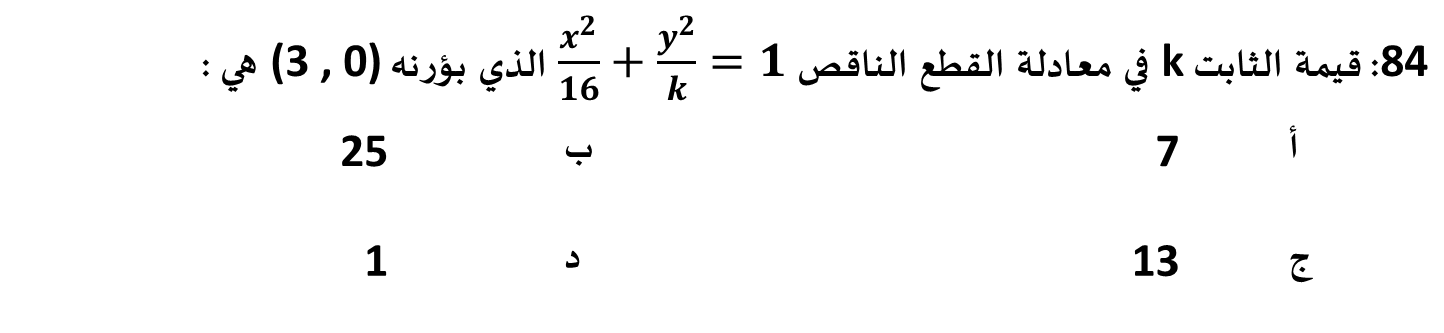 84: قيمة الثابت k في معادلة القطع الناقص x²/16 + y²/k = 1 الذي بؤرنه (3 , 0) هي :
أ 7 ب 25
ج 13 د 1